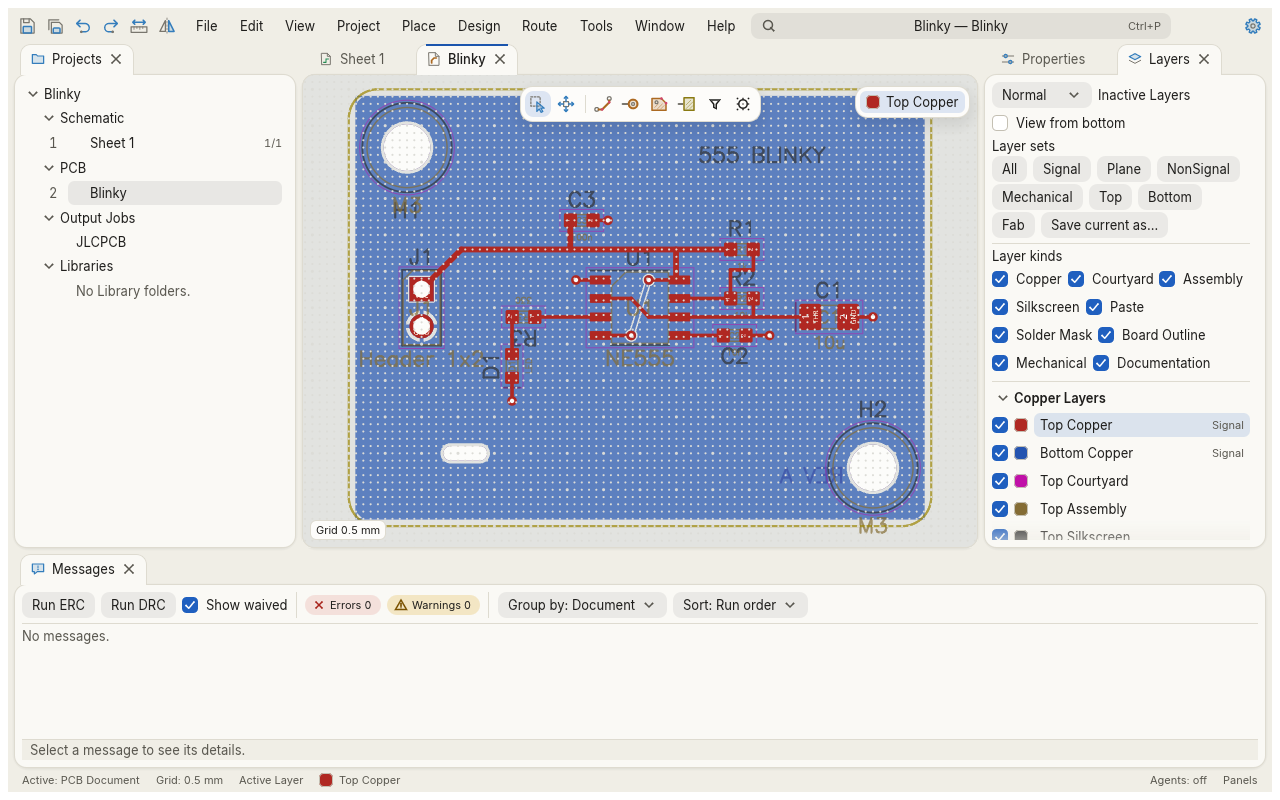 File Edit View Project Place Design Route Tools Window Help
Blinky — Blinky Ctrl+P
Projects
Sheet 1
Blinky
Properties
Layers
Blinky
Schematic
1 Sheet 1 1/1
PCB
2 Blinky
Output Jobs
JLCPCB
Libraries
No Library folders.
Top Copper
555 BLINKY
H1
C3
R1
J1
U1
R2
C1
10u
Header 1x2
D1
NE555
C2
H2
M3
Grid 0.5 mm
Normal Inactive Layers
View from bottom
Layer sets
All Signal Plane NonSignal
Mechanical Top Bottom
Fab Save current as...
Layer kinds
Copper Courtyard Assembly
Silkscreen Paste
Solder Mask Board Outline
Mechanical Documentation
Copper Layers
Top Copper Signal
Bottom Copper Signal
Top Courtyard
Top Assembly
Top Silkscreen
Messages
Run ERC Run DRC Show waived Errors 0 Warnings 0 Group by: Document Sort: Run order
No messages.
Select a message to see its details.
Active: PCB Document Grid: 0.5 mm Active Layer Top Copper Agents: off Panels